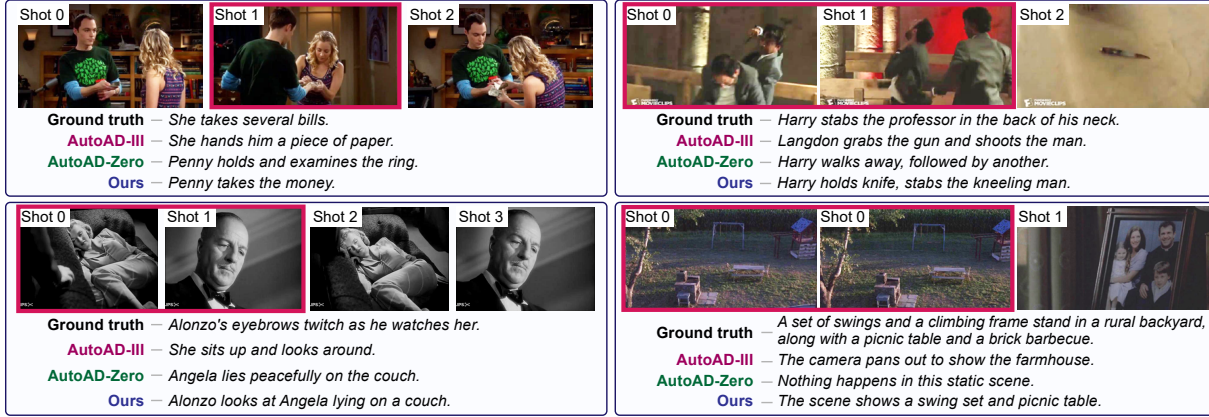 Shot 0
Shot 1
Shot 2
Ground truth – She takes several bills.
AutoAD-III – She hands him a piece of paper.
AutoAD-Zero – Penny holds and examines the ring.
Ours – Penny takes the money.
Shot 0
Shot 1
Shot 2
MOVIECLIPS
MOVIECLIPS
Ground truth – Harry stabs the professor in the back of his neck.
AutoAD-III – Langdon grabs the gun and shoots the man.
AutoAD-Zero – Harry walks away, followed by another.
Ours – Harry holds knife, stabs the kneeling man.
Shot 0
Shot 1
Shot 2
Shot 3
Ground truth – Alonzo's eyebrows twitch as he watches her.
AutoAD-III – She sits up and looks around.
AutoAD-Zero – Angela lies peacefully on the couch.
Ours – Alonzo looks at Angela lying on a couch.
Shot 0
Shot 0
Shot 1
Ground truth – A set of swings and a climbing frame stand in a rural backyard,
along with a picnic table and a brick barbecue.
AutoAD-III – The camera pans out to show the farmhouse.
AutoAD-Zero – Nothing happens in this static scene.
Ours – The scene shows a swing set and picnic table.